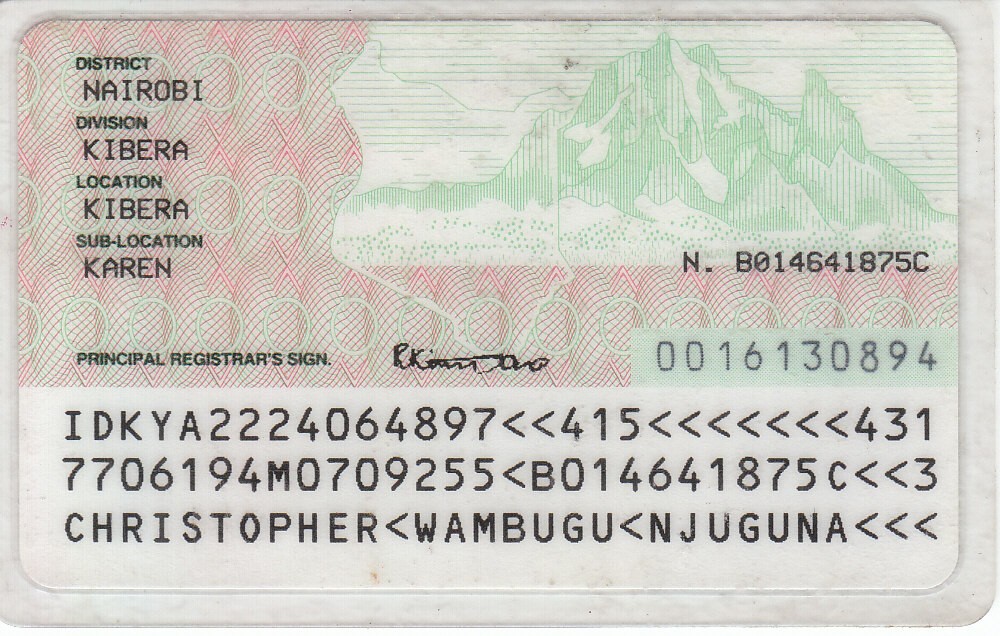 DISTRICT
NAIROBI
DIVISION
KIBERA
LOCATION
KIBERA
SUB-LOCATION
KAREN
N. B014641875C
PRINCIPAL REGISTRAR'S SIGN.
0016130894
IDKYA2224064897<<415<<<<<<<431
7706194M0709255<B014641875C<<3
CHRISTOPHER<WAMBUGU<NJUGUNA<<<